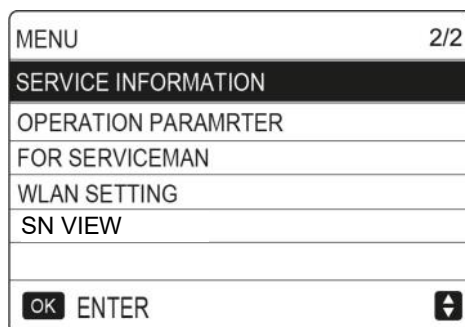 MENU 2/2
SERVICE INFORMATION
OPERATION PARAMRTER
FOR SERVICEMAN
WLAN SETTING
SN VIEW
OK ENTER